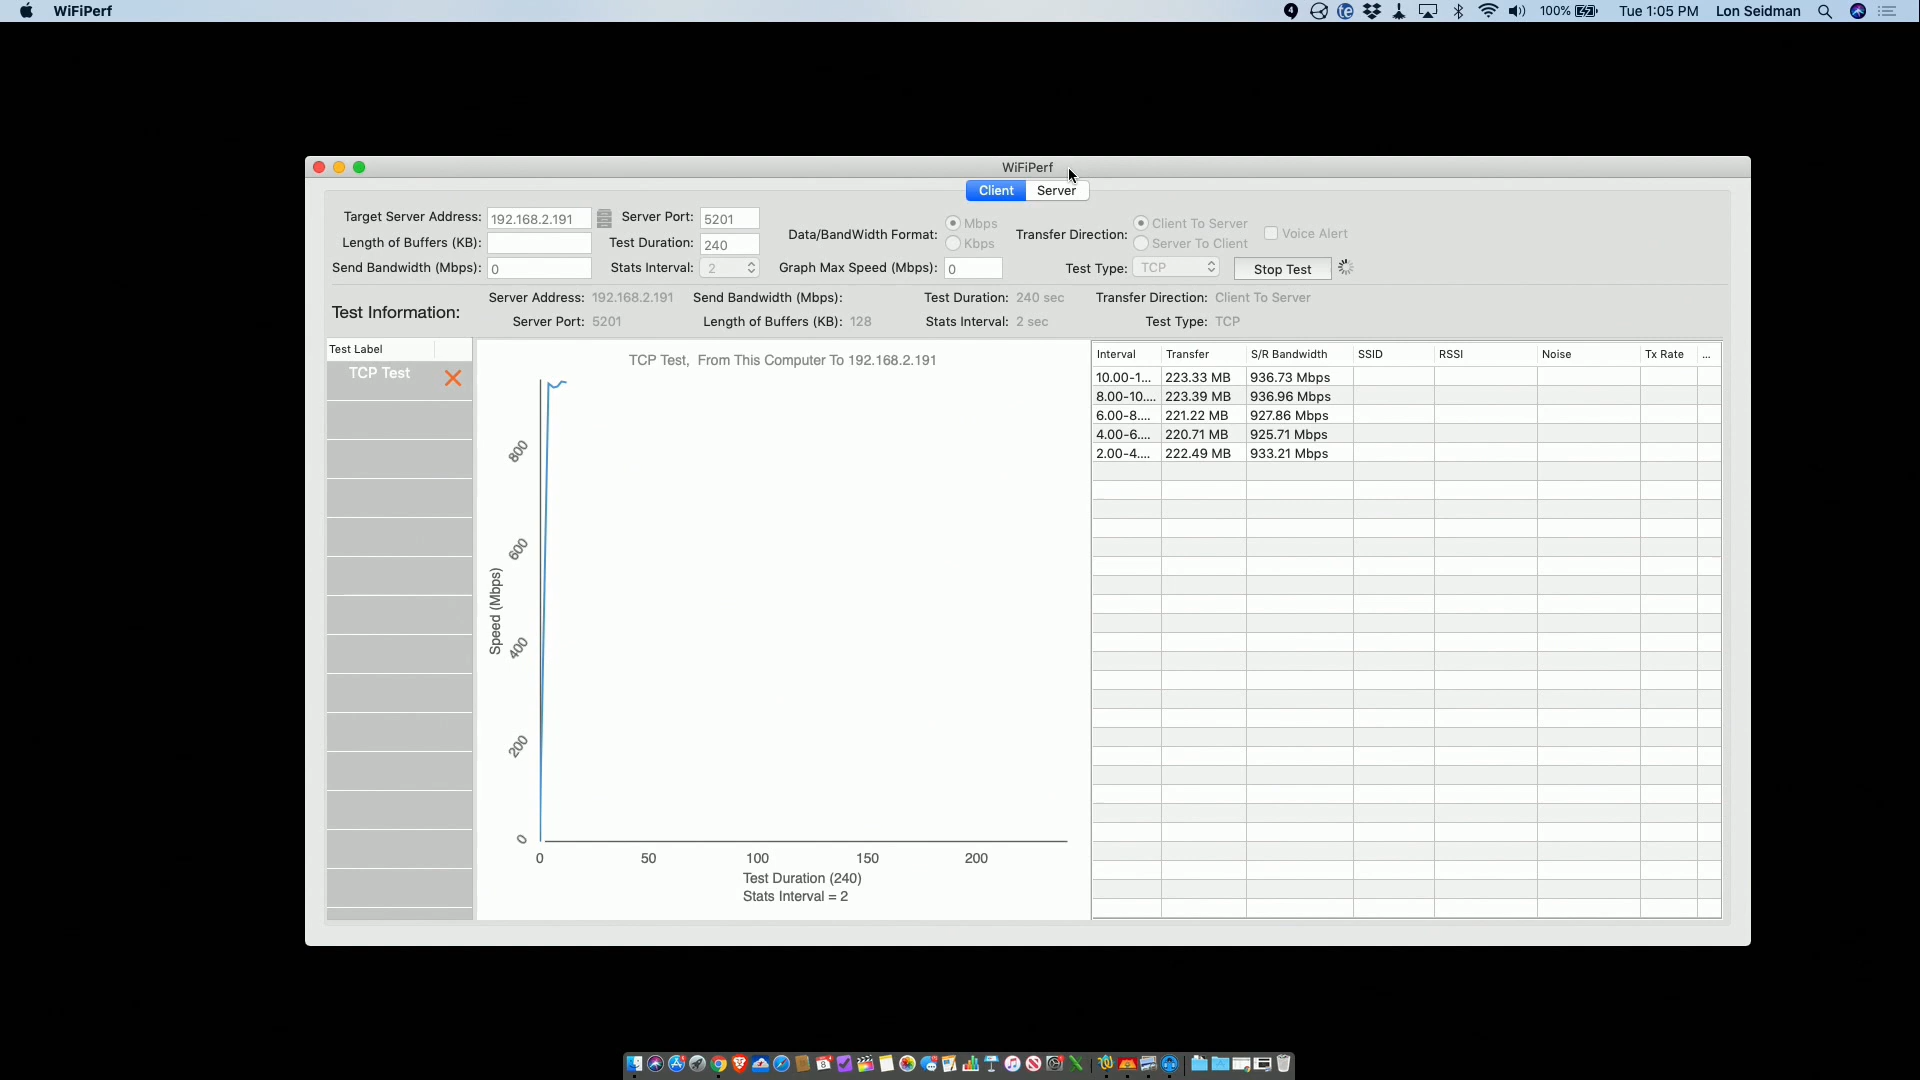 WiFiPerf 100% Tue 1:05 PM Lon Seidman
WiFiPerf
Client Server
Target Server Address: 192.168.2.191 Server Port: 5201
Length of Buffers (KB): Test Duration: 240
Send Bandwidth (Mbps): 0 Stats Interval: 2
Data/BandWidth Format: Mbps Kbps
Graph Max Speed (Mbps): 0
Transfer Direction: Client To Server Server To Client Voice Alert
Test Type: TCP Stop Test
Test Information:
Server Address: 192.168.2.191 Send Bandwidth (Mbps): Test Duration: 240 sec Transfer Direction: Client To Server
Server Port: 5201 Length of Buffers (KB): 128 Stats Interval: 2 sec Test Type: TCP
Test Label
TCP Test
TCP Test, From This Computer To 192.168.2.191
Speed (Mbps)
800
600
400
200
0
0 50 100 150 200
Test Duration (240)
Stats Interval = 2
Interval Transfer S/R Bandwidth SSID RSSI Noise Tx Rate ...
10.00-1... 223.33 MB 936.73 Mbps
8.00-10.... 223.39 MB 936.96 Mbps
6.00-8.... 221.22 MB 927.86 Mbps
4.00-6.... 220.71 MB 925.71 Mbps
2.00-4.... 222.49 MB 933.21 Mbps